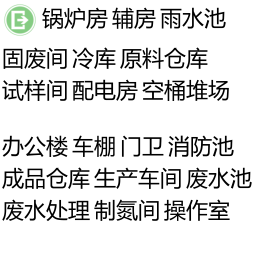 锅炉房 辅房 雨水池
固废间 冷库 原料仓库
试样间 配电房 空桶堆场
办公楼 车棚 门卫 消防池
成品仓库 生产车间 废水池
废水处理 制氮间 操作室